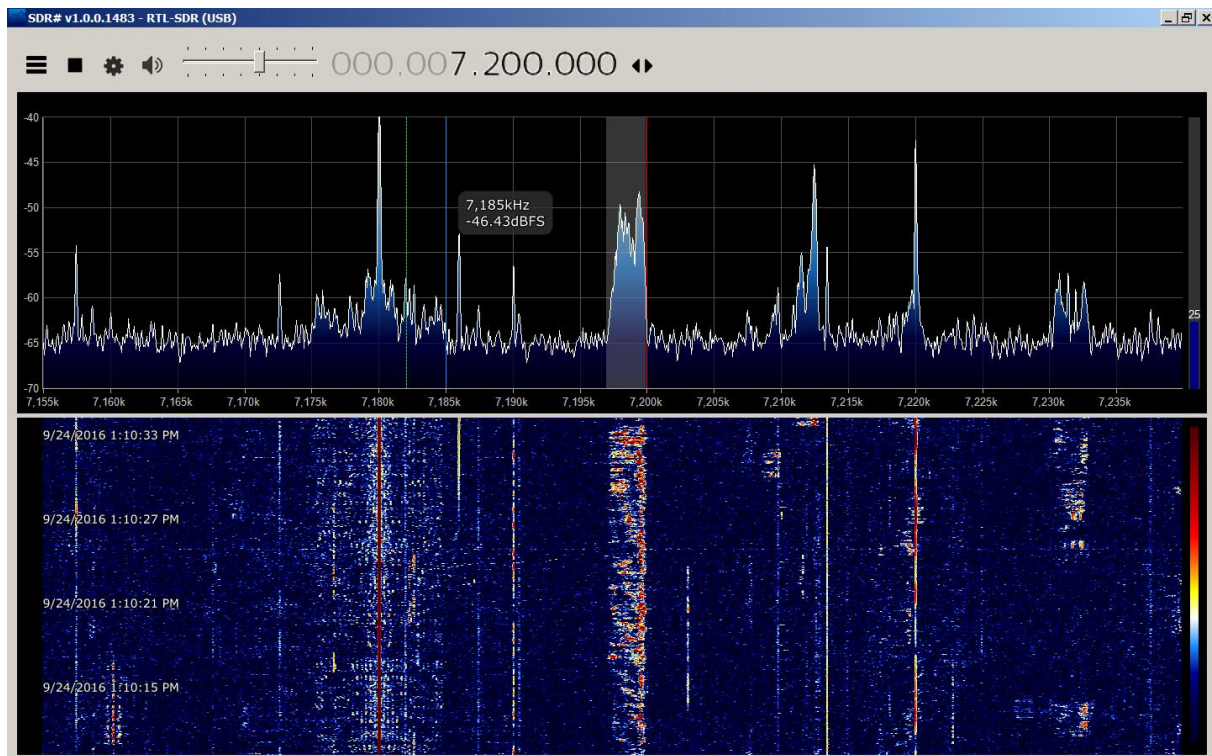 SDR# v1.0.0.1483 - RTL-SDR (USB)
000.007.200.000
-40
-45
-50
-55
-60
-65
-70
7,185kHz
-46.43dBFS
25
7,155k 7,160k 7,165k 7,170k 7,175k 7,180k 7,185k 7,190k 7,195k 7,200k 7,205k 7,210k 7,215k 7,220k 7,225k 7,230k 7,235k
9/24/2016 1:10:33 PM
9/24/2016 1:10:27 PM
9/24/2016 1:10:21 PM
9/24/2016 1:10:15 PM